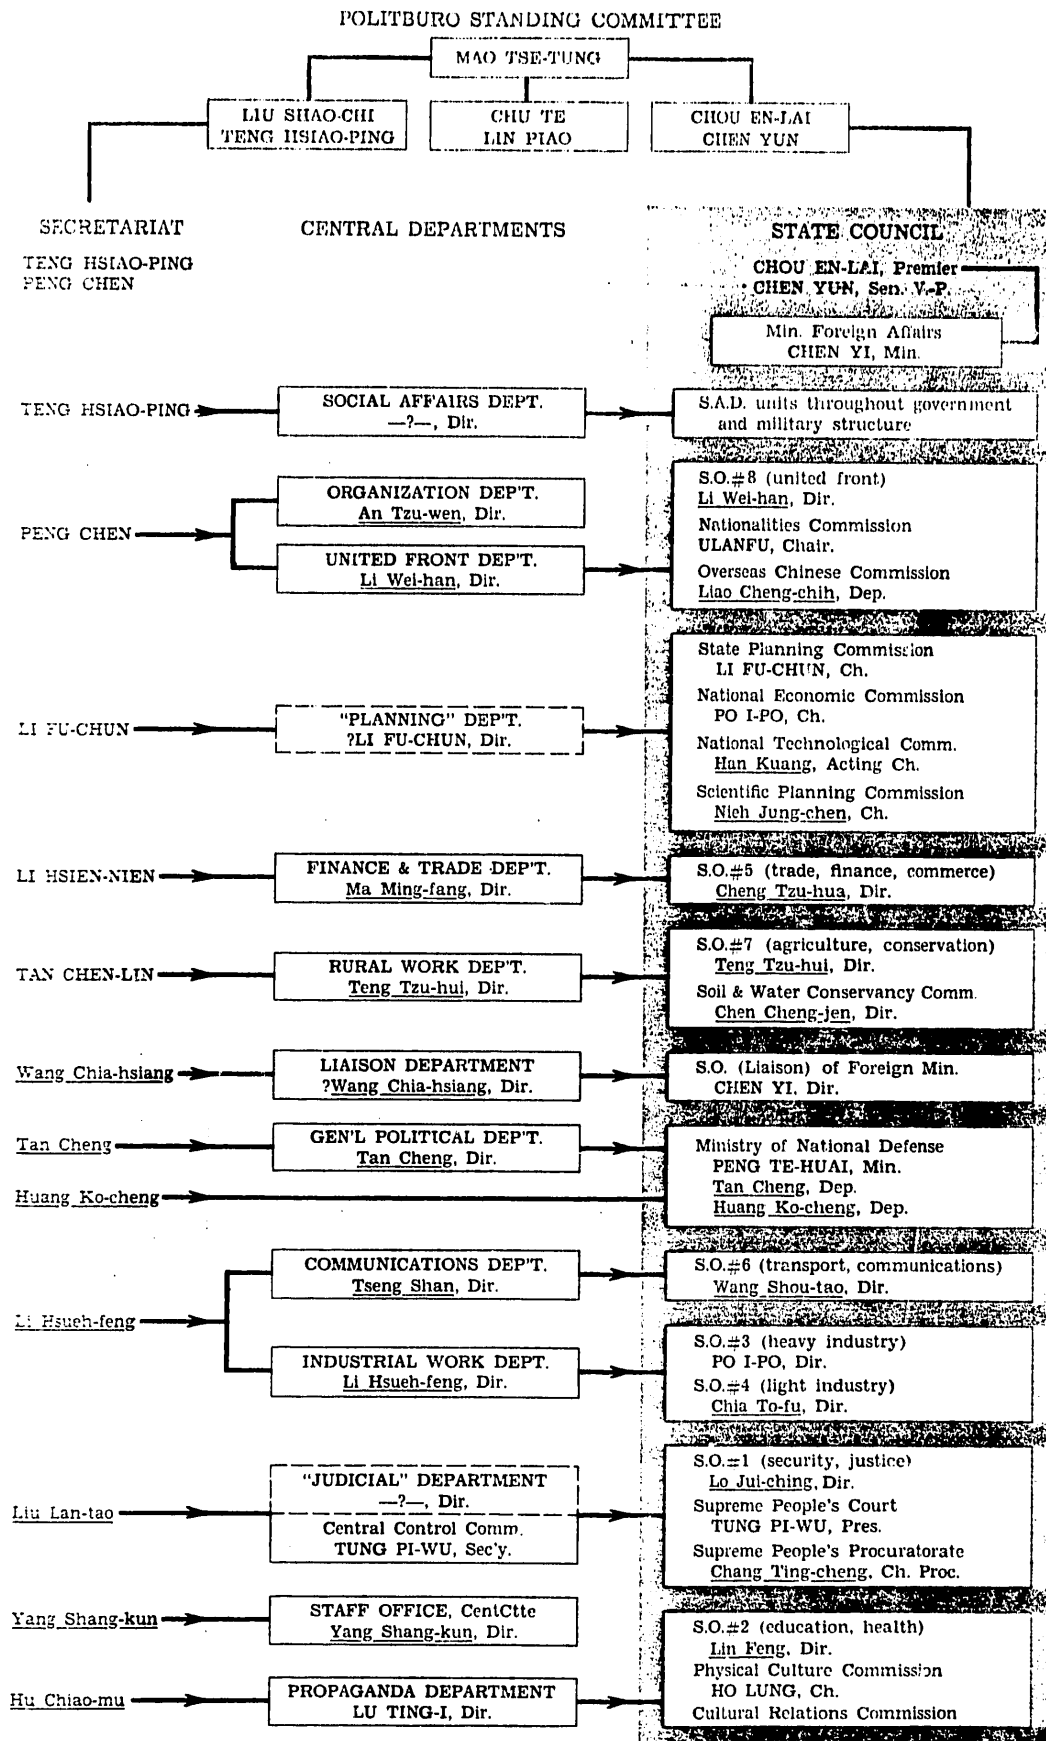 POLITBURO STANDING COMMITTEE
MAO TSE-TUNG
LIU SHAO-CHI
TENG HSIAO-PING
CHU TE
LIN PIAO
CHOU EN-LAI
CHEN YUN
SECRETARIAT
TENG HSIAO-PING
PENG CHEN
CENTRAL DEPARTMENTS
STATE COUNCIL
CHOU EN-LAI, Premier
CHEN YUN, Sen. V.-P.
Min. Foreign Affairs
CHEN YI, Min.
TENG HSIAO-PING
SOCIAL AFFAIRS DEPT.
—?—, Dir.
S.A.D. units throughout government
and military structure
PENG CHEN
ORGANIZATION DEP'T.
An Tzu-wen, Dir.
UNITED FRONT DEP'T.
Li Wei-han, Dir.
S.O.#8 (united front)
Li Wei-han, Dir.
Nationalities Commission
ULANFU, Chair.
Overseas Chinese Commission
Liao Cheng-chih, Dep.
LI FU-CHUN
"PLANNING" DEP'T.
?LI FU-CHUN, Dir.
State Planning Commission
LI FU-CHUN, Ch.
National Economic Commission
PO I-PO, Ch.
National Technological Comm.
Han Kuang, Acting Ch.
Scientific Planning Commission
Nieh Jung-chen, Ch.
LI HSIEN-NIEN
FINANCE & TRADE DEP'T.
Ma Ming-fang, Dir.
S.O.#5 (trade, finance, commerce)
Cheng Tzu-hua, Dir.
TAN CHEN-LIN
RURAL WORK DEP'T.
Teng Tzu-hui, Dir.
S.O.#7 (agriculture, conservation)
Teng Tzu-hui, Dir.
Soil & Water Conservancy Comm.
Chen Cheng-jen, Dir.
Wang Chia-hsiang
LIAISON DEPARTMENT
?Wang Chia-hsiang, Dir.
S.O. (Liaison) of Foreign Min.
CHEN YI, Dir.
Tan Cheng
GEN'L POLITICAL DEP'T.
Tan Cheng, Dir.
Ministry of National Defense
PENG TE-HUAI, Min.
Tan Cheng, Dep.
Huang Ko-cheng, Dep.
Huang Ko-cheng
Li Hsueh-feng
COMMUNICATIONS DEP'T.
Tseng Shan, Dir.
S.O.#6 (transport, communications)
Wang Shou-tao, Dir.
INDUSTRIAL WORK DEPT.
Li Hsueh-feng, Dir.
S.O.#3 (heavy industry)
PO I-PO, Dir.
S.O.#4 (light industry)
Chia To-fu, Dir.
Liu Lan-tao
"JUDICIAL" DEPARTMENT
—?—, Dir.
Central Control Comm.
TUNG PI-WU, Sec'y.
S.O.#1 (security, justice)
Lo Jui-ching, Dir.
Supreme People's Court
TUNG PI-WU, Pres.
Supreme People's Procuratorate
Chang Ting-cheng, Ch. Proc.
Yang Shang-kun
STAFF OFFICE, CentCtte
Yang Shang-kun, Dir.
Hu Chiao-mu
PROPAGANDA DEPARTMENT
LU TING-I, Dir.
S.O.#2 (education, health)
Lin Feng, Dir.
Physical Culture Commission
HO LUNG, Ch.
Cultural Relations Commission